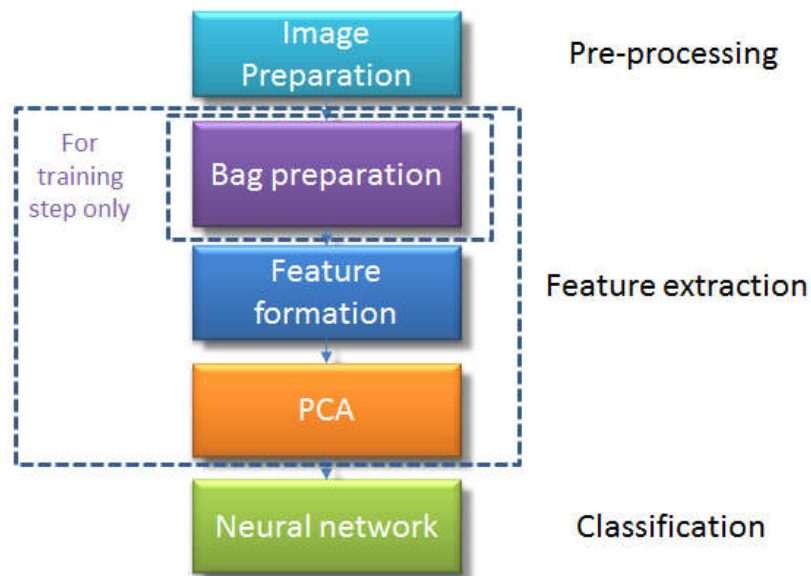 Image
Preparation
Pre-processing
For
training
step only
Bag preparation
Feature
formation
Feature extraction
PCA
Neural network
Classification